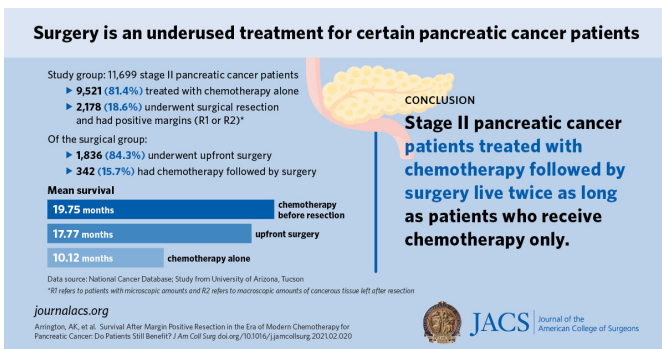 Surgery is an underused treatment for certain pancreatic cancer patients
Study group: 11,699 stage II pancreatic cancer patients
▶ 9,521 (81.4%) treated with chemotherapy alone
▶ 2,178 (18.6%) underwent surgical resection
and had positive margins (R1 or R2)*
Of the surgical group:
▶ 1,836 (84.3%) underwent upfront surgery
▶ 342 (15.7%) had chemotherapy followed by surgery
Mean survival
19.75 months
chemotherapy
before resection
17.77 months
upfront surgery
10.12 months
chemotherapy alone
Data source: National Cancer Database; Study from University of Arizona, Tucson
*R1 refers to patients with microscopic amounts and R2 refers to macroscopic amounts of cancerous tissue left after resection
CONCLUSION
Stage II pancreatic cancer
patients treated with
chemotherapy followed by
surgery live twice as long
as patients who receive
chemotherapy only.
journalacs.org
Arrington, AK, et al. Survival After Margin Positive Resection in the Era of Modern Chemotherapy for
Pancreatic Cancer: Do Patients Still Benefit? J Am Coll Surg doi.org/10.1016/j.jamcollsurg.2021.02.020
JACS
Journal of the
American College of Surgeons